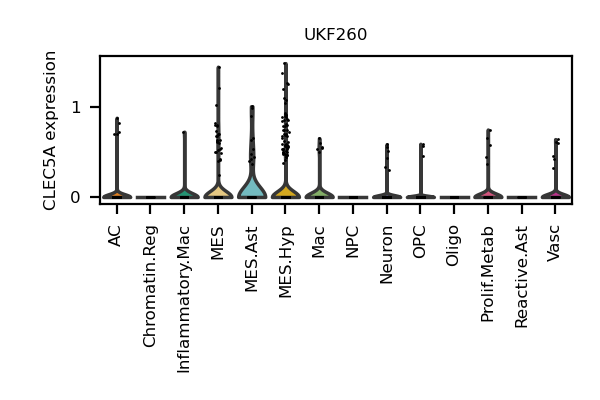 UKF260
CLEC5A expression
1
0
AC
Chromatin.Reg
Inflammatory.Mac
MES
MES.Ast
MES.Hyp
Mac
NPC
Neuron
OPC
Oligo
Prolif.Metab
Reactive.Ast
Vasc